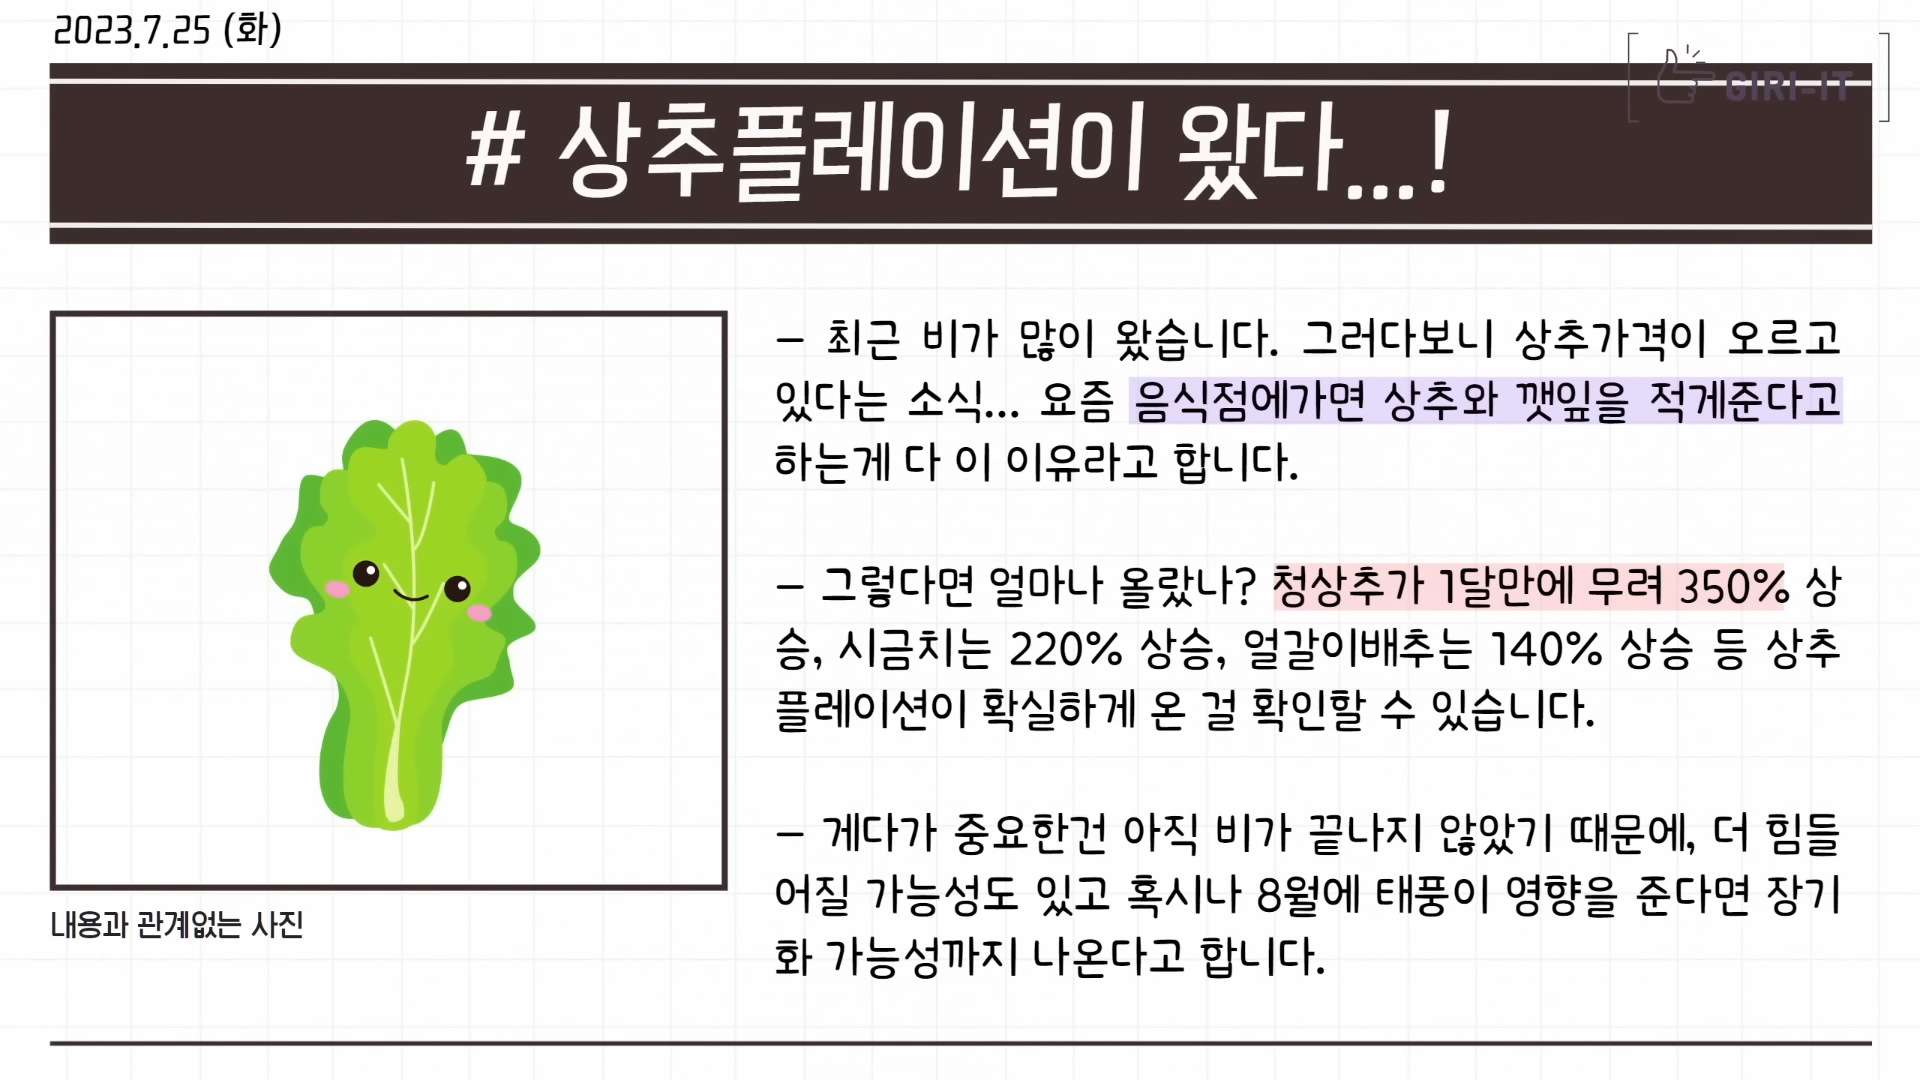 2023.7.25 (화)
GIRI-IT
# 상추플레이션이 왔다...!
- 최근 비가 많이 왔습니다. 그러다보니 상추가격이 오르고
있다는 소식... 요즘 음식점에가면 상추와 깻잎을 적게준다고
하는게 다 이 이유라고 합니다.
- 그렇다면 얼마나 올랐나? 청상추가 1달만에 무려 350% 상
승, 시금치는 220% 상승, 얼갈이배추는 140% 상승 등 상추
플레이션이 확실하게 온 걸 확인할 수 있습니다.
- 게다가 중요한건 아직 비가 끝나지 않았기 때문에, 더 힘들
어질 가능성도 있고 혹시나 8월에 태풍이 영향을 준다면 장기
화 가능성까지 나온다고 합니다.
내용과 관계없는 사진